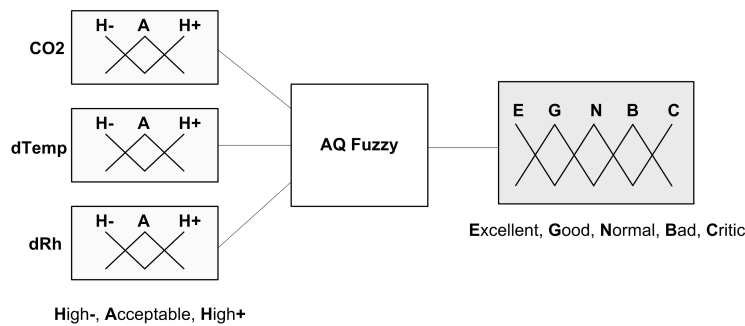 H- A H+
CO2
H- A H+
dTemp
H- A H+
dRh
High-, Acceptable, High+
AQ Fuzzy
E G N B C
Excellent, Good, Normal, Bad, Critic